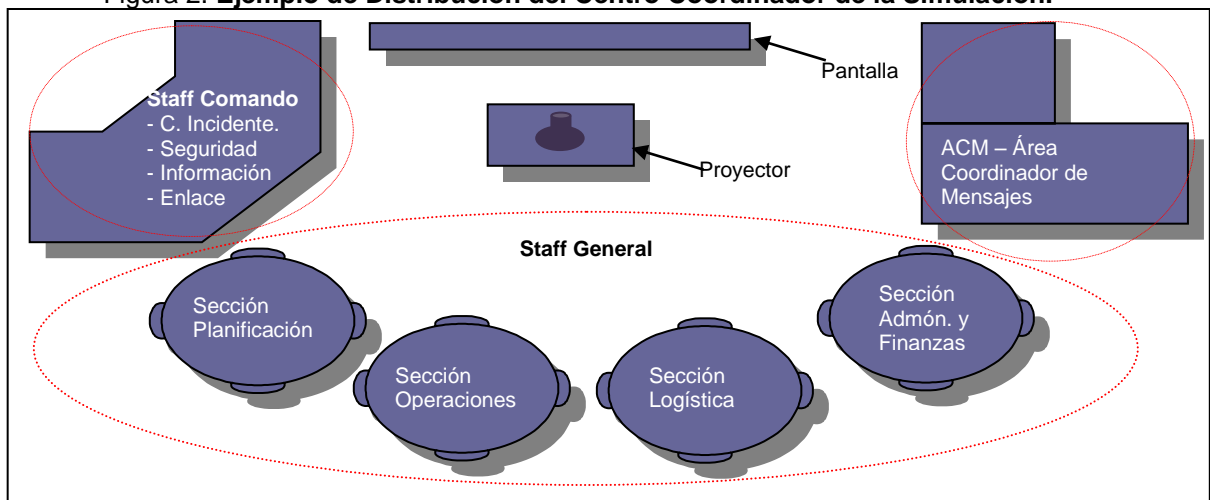 Figura 2. Ejemplo de Distribución del Centro Coordinador de la Simulación.
Staff Comando
- C. Incidente.
- Seguridad
- Información
- Enlace
Pantalla
Proyector
ACM – Área
Coordinador de
Mensajes
Staff General
Sección
Planificación
Sección
Operaciones
Sección
Logística
Sección
Admón. y
Finanzas